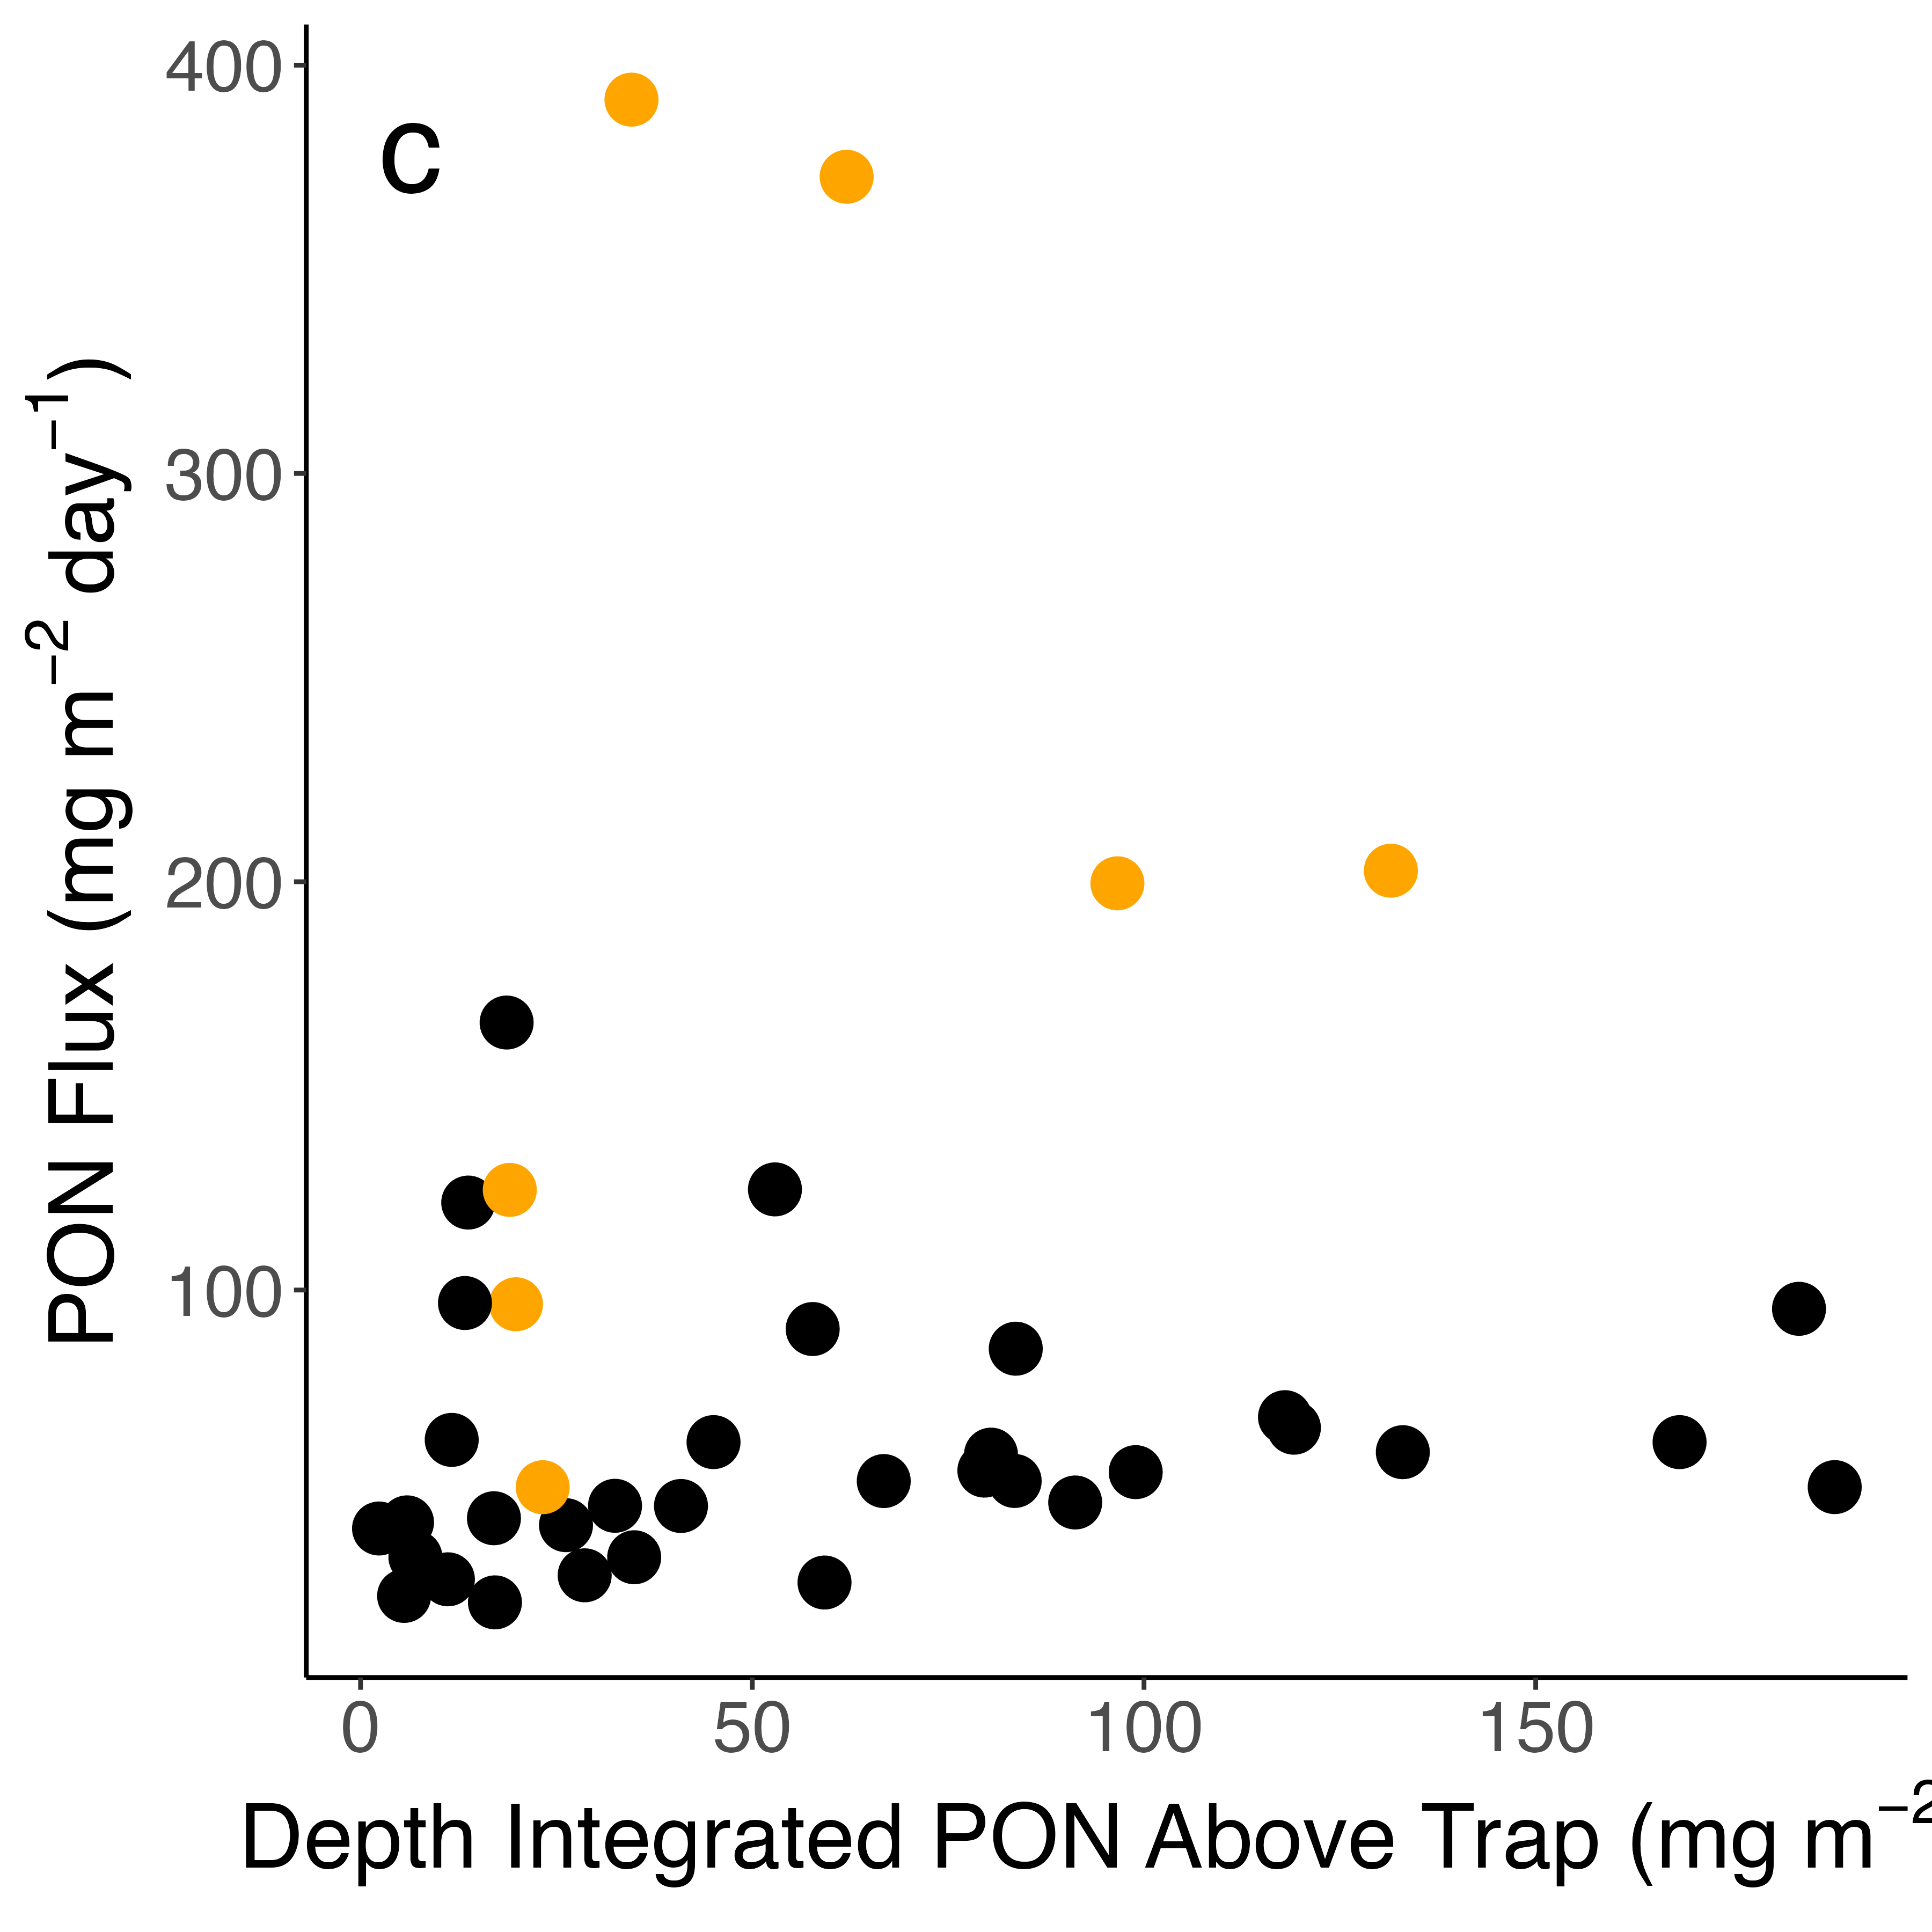 C
PON Flux (mg m⁻² day⁻¹)
400
300
200
100
0 50 100 150
Depth Integrated PON Above Trap (mg m⁻²